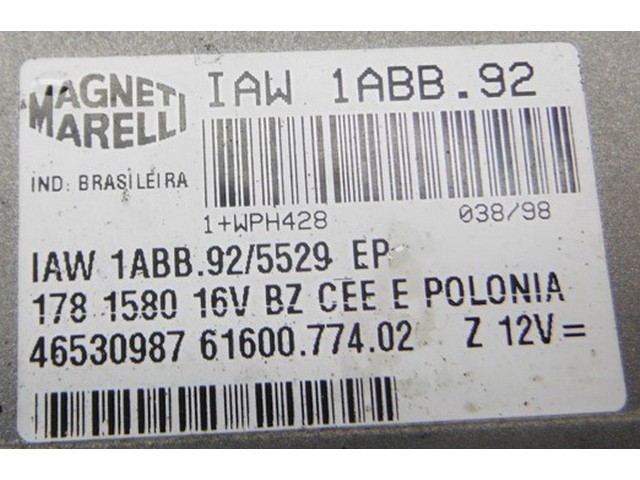 MAGNETI MARELLI
IAW 1ABB.92
IND: BRASILEIRA
1+WPH428
038/98
IAW 1ABB.92/5529 EP
178 1580 16V BZ CEE E POLONIA
46530987 61600.774.02 Z 12V=